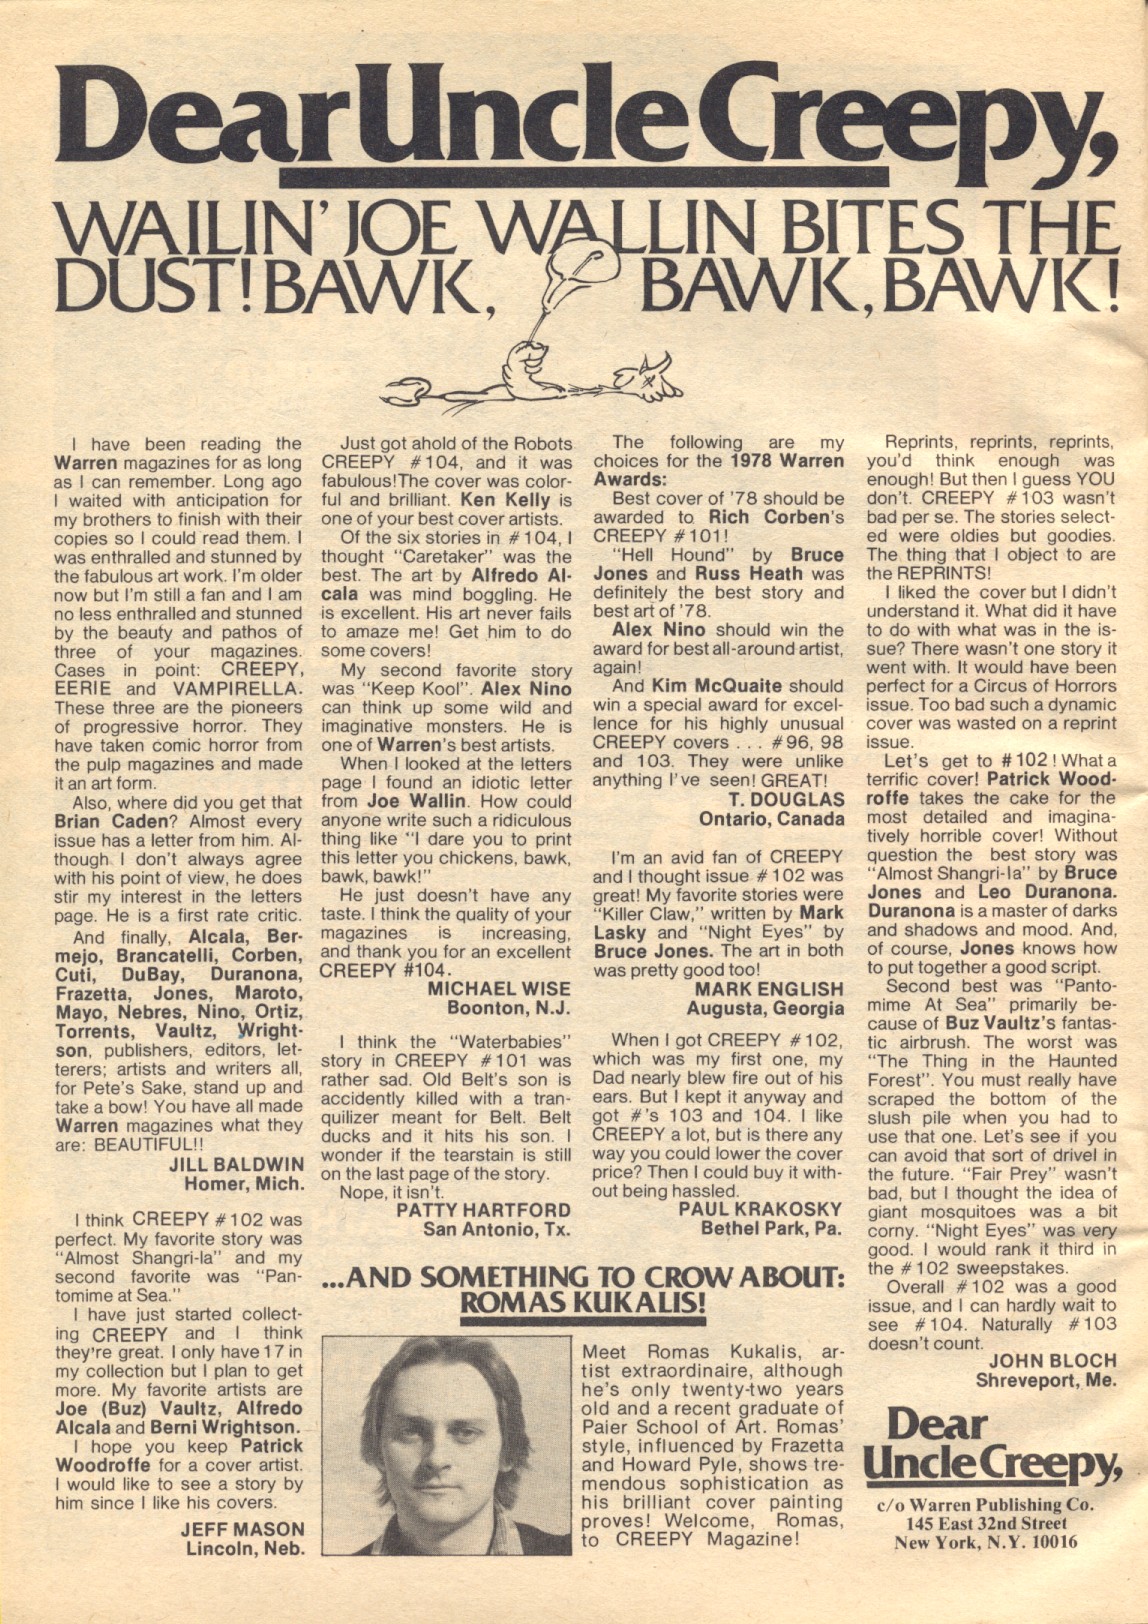 Dear Uncle Creepy,
WAILIN' JOE WALLIN BITES THE
DUST! BAWK, BAWK, BAWK!
I have been reading the
Warren magazines for as long
as I can remember. Long ago
I waited with anticipation for
my brothers to finish with their
copies so I could read them. I
was enthralled and stunned by
the fabulous art work. I'm older
now but I'm still a fan and I am
no less enthralled and stunned
by the beauty and pathos of
three of your magazines.
Cases in point: CREEPY,
EERIE and VAMPIRELLA.
These three are the pioneers
of progressive horror. They
have taken comic horror from
the pulp magazines and made
it an art form.
Also, where did you get that
Brian Caden? Almost every
issue has a letter from him. Al-
though I don't always agree
with his point of view, he does
stir my interest in the letters
page. He is a first rate critic.
And finally, Alcala, Ber-
mejo, Brancatelli, Corben,
Cuti, DuBay, Duranona,
Frazetta, Jones, Maroto,
Mayo, Nebres, Nino, Ortiz,
Torrents, Vaultz, Wright-
son, publishers, editors, let-
terers; artists and writers all,
for Pete's Sake, stand up and
take a bow! You have all made
Warren magazines what they
are: BEAUTIFUL!!
JILL BALDWIN
Homer, Mich.
I think CREEPY #102 was
perfect. My favorite story was
"Almost Shangri-la" and my
second favorite was "Pan-
tomime at Sea."
I have just started collect-
ing CREEPY and I think
they're great. I only have 17 in
my collection but I plan to get
more. My favorite artists are
Joe (Buz) Vaultz, Alfredo
Alcala and Berni Wrightson.
I hope you keep Patrick
Woodroffe for a cover artist.
I would like to see a story by
him since I like his covers.
JEFF MASON
Lincoln, Neb.
Just got ahold of the Robots
CREEPY #104, and it was
fabulous!The cover was color-
ful and brilliant. Ken Kelly is
one of your best cover artists.
Of the six stories in #104, I
thought "Caretaker" was the
best. The art by Alfredo Al-
cala was mind boggling. He
is excellent. His art never fails
to amaze me! Get him to do
some covers!
My second favorite story
was "Keep Kool". Alex Nino
can think up some wild and
imaginative monsters. He is
one of Warren's best artists.
When I looked at the letters
page I found an idiotic letter
from Joe Wallin. How could
anyone write such a ridiculous
thing like "I dare you to print
this letter you chickens, bawk,
bawk, bawk!"
He just doesn't have any
taste. I think the quality of your
magazines is increasing,
and thank you for an excellent
CREEPY #104.
MICHAEL WISE
Boonton, N.J.
I think the "Waterbabies"
story in CREEPY #101 was
rather sad. Old Belt's son is
accidently killed with a tran-
quilizer meant for Belt. Belt
ducks and it hits his son. I
wonder if the tearstain is still
on the last page of the story.
Nope, it isn't.
PATTY HARTFORD
San Antonio, Tx.
The following are my
choices for the 1978 Warren
Awards:
Best cover of '78 should be
awarded to Rich Corben's
CREEPY #101!
"Hell Hound" by Bruce
Jones and Russ Heath was
definitely the best story and
best art of '78.
Alex Nino should win the
award for best all-around artist,
again!
And Kim McQuaite should
win a special award for excel-
lence for his highly unusual
CREEPY covers . . . #96, 98
and 103. They were unlike
anything I've seen! GREAT!
T. DOUGLAS
Ontario, Canada
I'm an avid fan of CREEPY
and I thought issue #102 was
great! My favorite stories were
"Killer Claw," written by Mark
Lasky and "Night Eyes" by
Bruce Jones. The art in both
was pretty good too!
MARK ENGLISH
Augusta, Georgia
When I got CREEPY #102,
which was my first one, my
Dad nearly blew fire out of his
ears. But I kept it anyway and
got #'s 103 and 104. I like
CREEPY a lot, but is there any
way you could lower the cover
price? Then I could buy it with-
out being hassled.
PAUL KRAKOSKY
Bethel Park, Pa.
...AND SOMETHING TO CROW ABOUT:
ROMAS KUKALIS!
Meet Romas Kukalis, ar-
tist extraordinaire, although
he's only twenty-two years
old and a recent graduate of
Paier School of Art. Romas'
style, influenced by Frazetta
and Howard Pyle, shows tre-
mendous sophistication as
his brilliant cover painting
proves! Welcome, Romas,
to CREEPY Magazine!
Reprints, reprints, reprints,
you'd think enough was
enough! But then I guess YOU
don't. CREEPY #103 wasn't
bad per se. The stories select-
ed were oldies but goodies.
The thing that I object to are
the REPRINTS!
I liked the cover but I didn't
understand it. What did it have
to do with what was in the is-
sue? There wasn't one story it
went with. It would have been
perfect for a Circus of Horrors
issue. Too bad such a dynamic
cover was wasted on a reprint
issue.
Let's get to #102! What a
terrific cover! Patrick Wood-
roffe takes the cake for the
most detailed and imagina-
tively horrible cover! Without
question the best story was
"Almost Shangri-la" by Bruce
Jones and Leo Duranona.
Duranona is a master of darks
and shadows and mood. And,
of course, Jones knows how
to put together a good script.
Second best was "Panto-
mime At Sea" primarily be-
cause of Buz Vaultz's fantas-
tic airbrush. The worst was
"The Thing in the Haunted
Forest". You must really have
scraped the bottom of the
slush pile when you had to
use that one. Let's see if you
can avoid that sort of drivel in
the future. "Fair Prey" wasn't
bad, but I thought the idea of
giant mosquitoes was a bit
corny. "Night Eyes" was very
good. I would rank it third in
the #102 sweepstakes.
Overall #102 was a good
issue, and I can hardly wait to
see #104. Naturally #103
doesn't count.
JOHN BLOCH
Shreveport, Me.
Dear
Uncle Creepy,
c/o Warren Publishing Co.
145 East 32nd Street
New York, N.Y. 10016